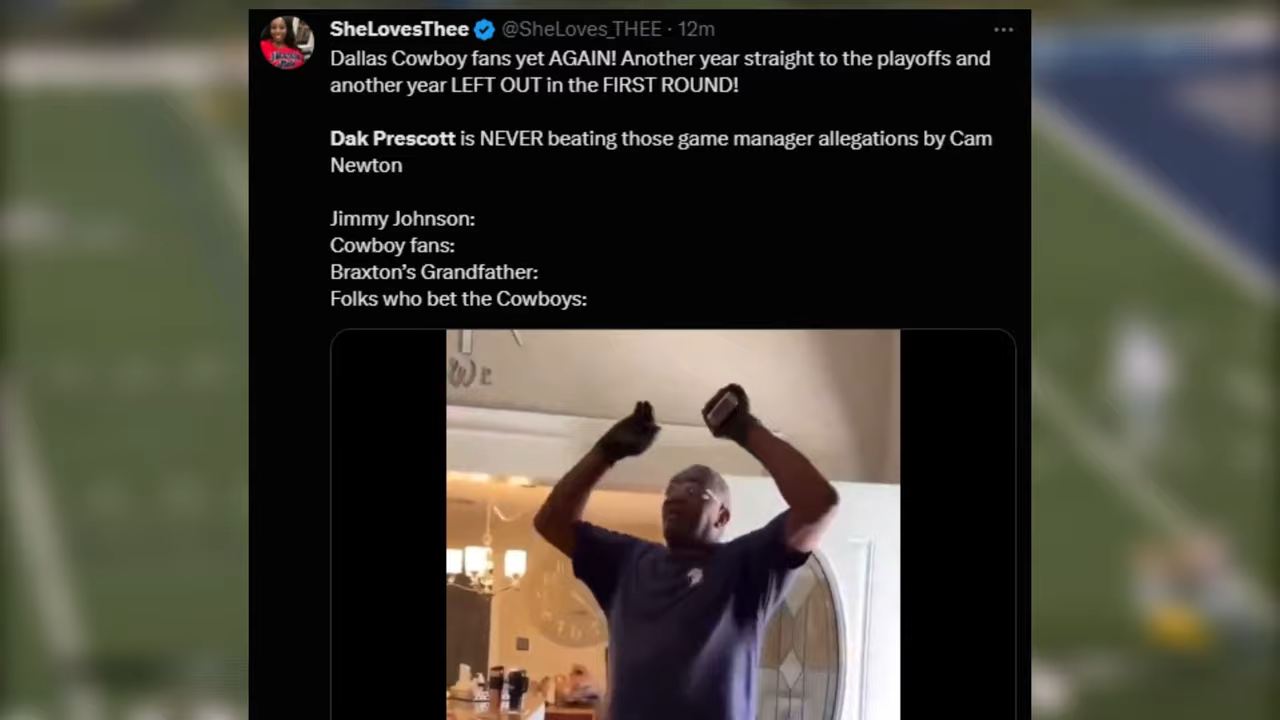 SheLovesThee @SheLoves_THEE · 12m
Dallas Cowboy fans yet AGAIN! Another year straight to the playoffs and
another year LEFT OUT in the FIRST ROUND!
Dak Prescott is NEVER beating those game manager allegations by Cam
Newton
Jimmy Johnson:
Cowboy fans:
Braxton's Grandfather:
Folks who bet the Cowboys:
We